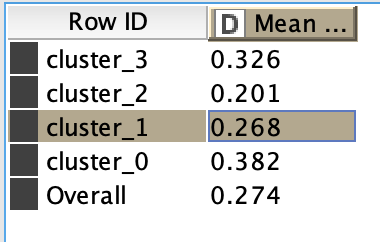 Row ID D Mean ...
cluster_3 0.326
cluster_2 0.201
cluster_1 0.268
cluster_0 0.382
Overall 0.274